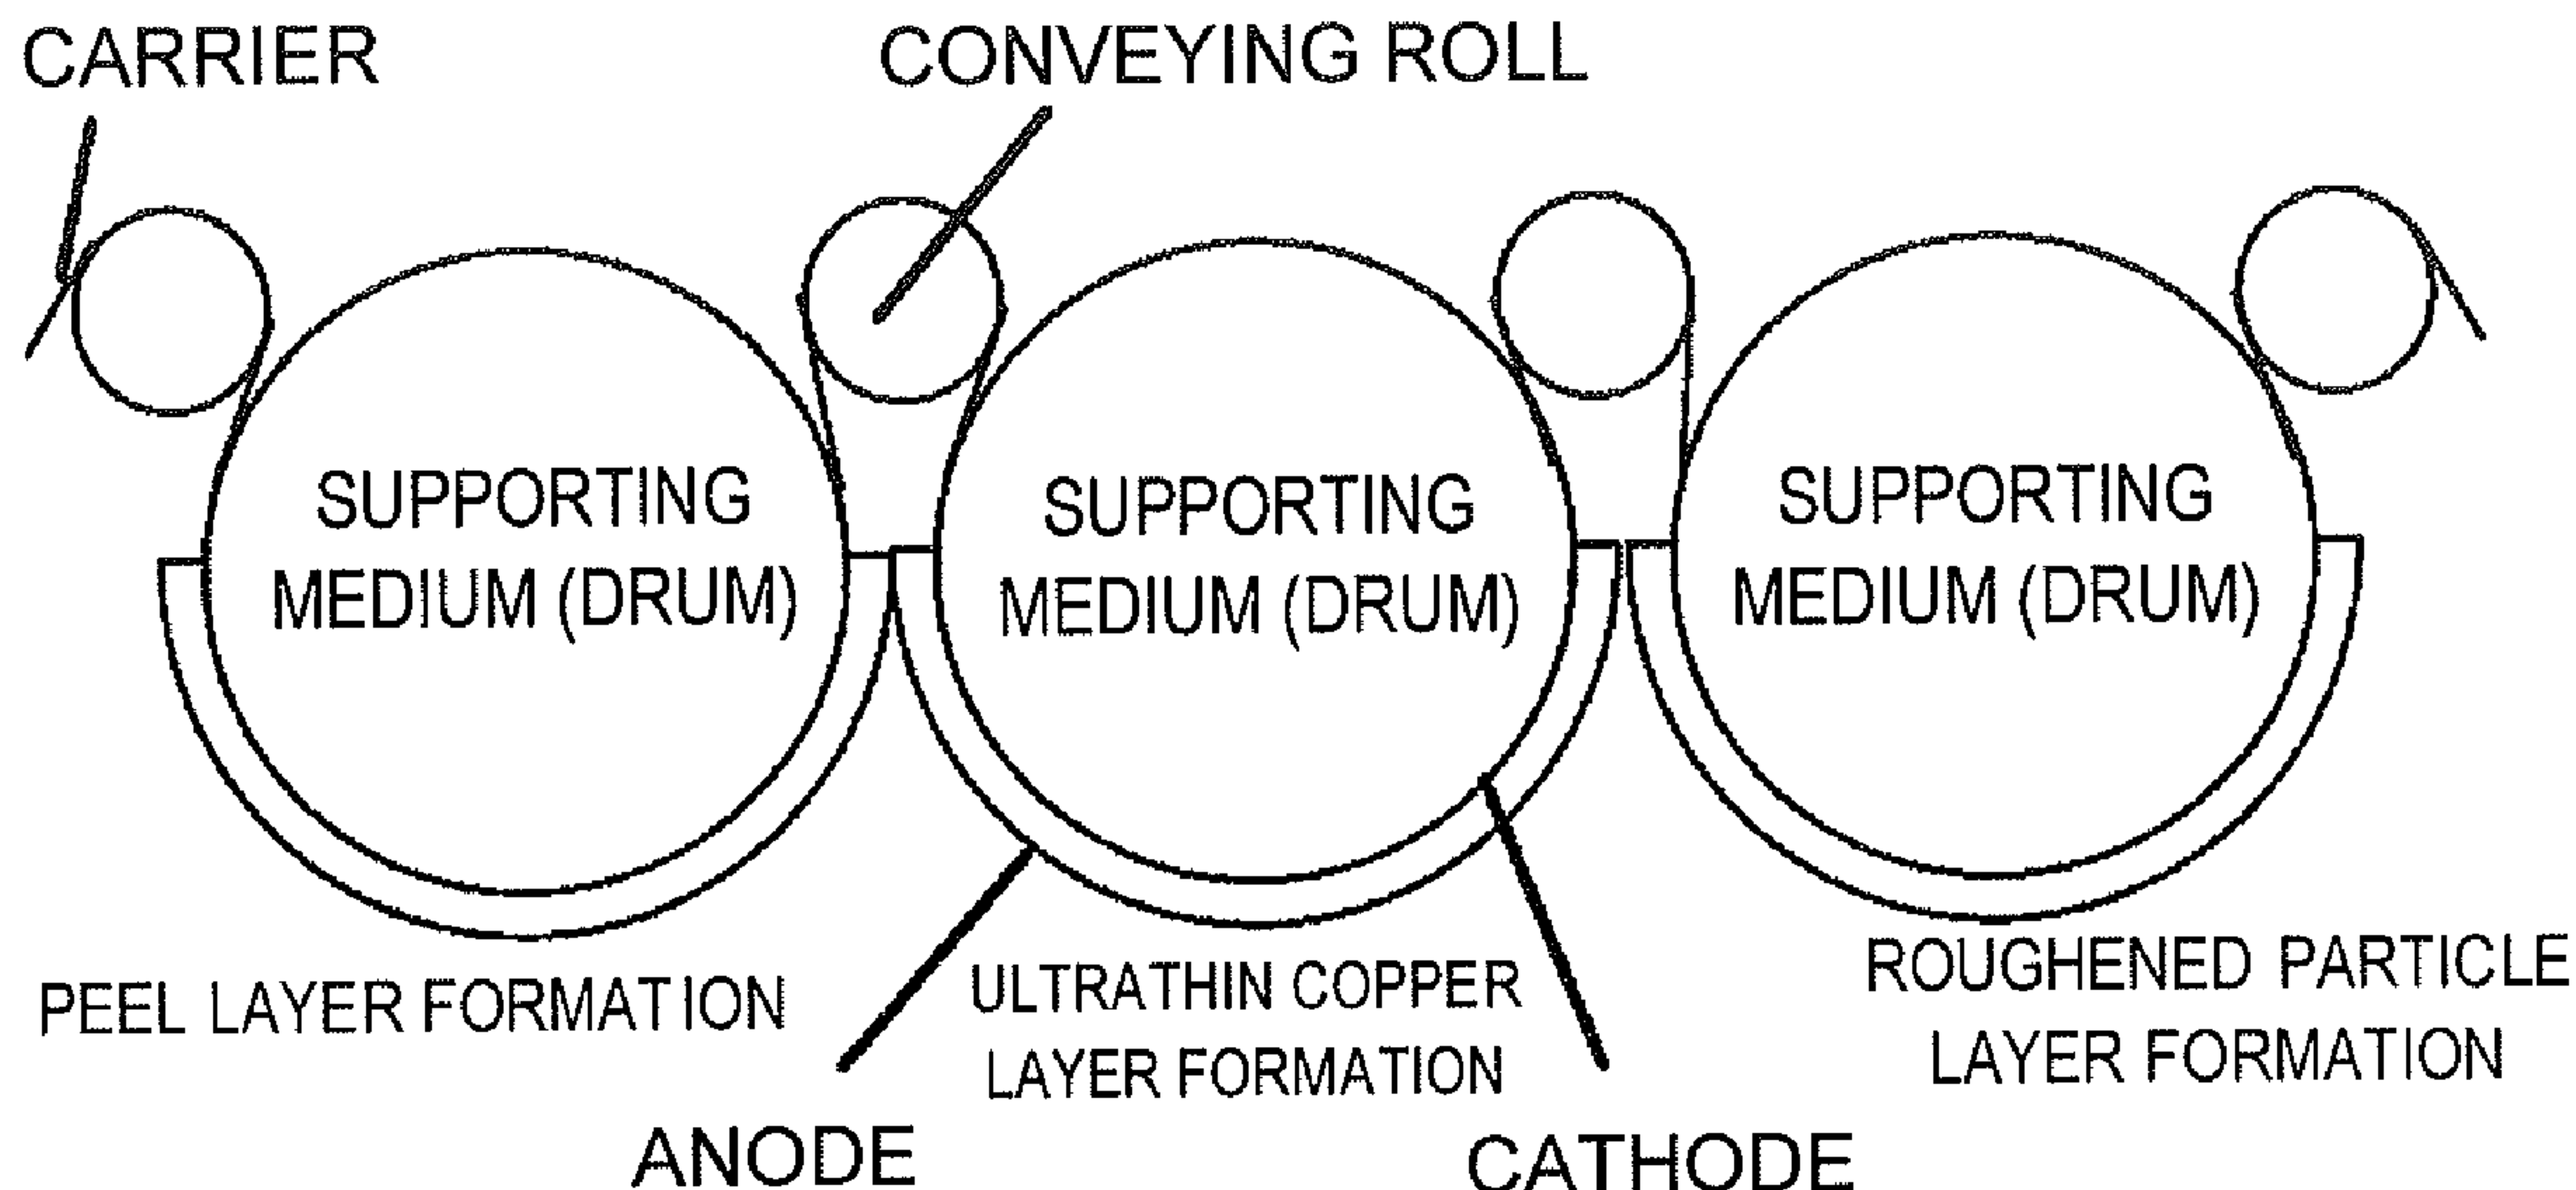 CARRIER
CONVEYING ROLL
SUPPORTING
MEDIUM (DRUM)
SUPPORTING
MEDIUM (DRUM)
SUPPORTING
MEDIUM (DRUM)
PEEL LAYER FORMATION
ULTRATHIN COPPER
LAYER FORMATION
ROUGHENED PARTICLE
LAYER FORMATION
ANODE
CATHODE